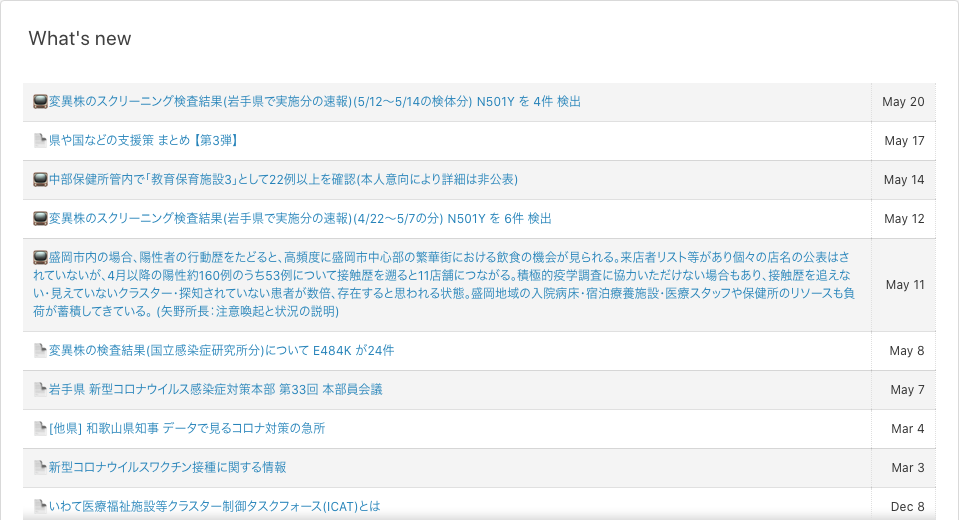 What's new
変異株のスクリーニング検査結果(岩手県で実施分の速報)(5/12～5/14の検体分) N501Y を 4件 検出
May 20
県や国などの支援策 まとめ【第3弾】
May 17
中部保健所管内で「教育保育施設3」として22例以上を確認(本人意向により詳細は非公表)
May 14
変異株のスクリーニング検査結果(岩手県で実施分の速報)(4/22～5/7の分) N501Y を 6件 検出
May 12
盛岡市内の場合、陽性者の行動歴をたどると、高頻度に盛岡市中心部の繁華街における飲食の機会が見られる。来店者リスト等があり個々の店名の公表はさ
れていないが、4月以降の陽性約160例のうち53例について接触歴を遡ると11店舗につながる。積極的疫学調査に協力いただけない場合もあり、接触歴を追えな
い・見えていないクラスター・探知されていない患者が数倍、存在すると思われる状態。盛岡地域の入院病床・宿泊療養施設・医療スタッフや保健所のリソースも負
荷が蓄積してきている。 (矢野所長：注意喚起と状況の説明)
May 11
変異株の検査結果(国立感染症研究所分)について E484K が24件
May 8
岩手県 新型コロナウイルス感染症対策本部 第33回 本部員会議
May 7
[他県] 和歌山県知事 データで見るコロナ対策の急所
Mar 4
新型コロナウイルスワクチン接種に関する情報
Mar 3
いわて医療福祉施設等クラスター制御タスクフォース(ICAT)とは
Dec 8